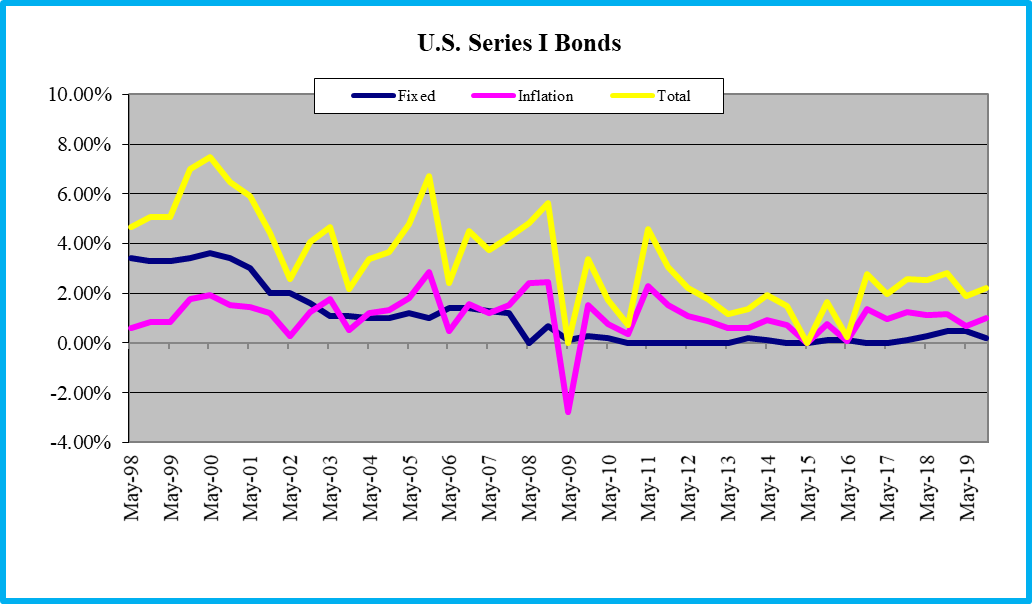 U.S. Series I Bonds
Fixed Inflation Total
10.00%
8.00%
6.00%
4.00%
2.00%
0.00%
-2.00%
-4.00%
May-98
May-99
May-00
May-01
May-02
May-03
May-04
May-05
May-06
May-07
May-08
May-09
May-10
May-11
May-12
May-13
May-14
May-15
May-16
May-17
May-18
May-19